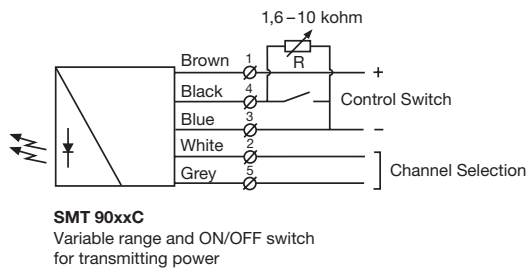 1,6–10 kohm
R
Brown 1 +
Black 4 Control Switch
Blue 3 –
White 2
Channel Selection
Grey 5
SMT 90xxC
Variable range and ON/OFF switch
for transmitting power